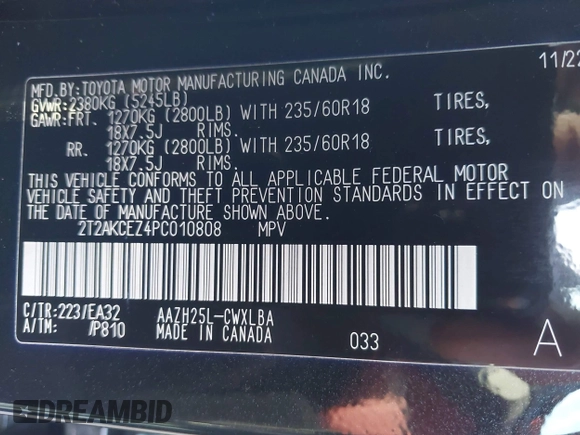 11/22
MFD.BY:TOYOTA MOTOR MANUFACTURING CANADA INC.
GVWR:2380KG (5245LB)
GAWR:FRT. 1270KG (2800LB) WITH 235/60R18 TIRES,
18X7.5J RIMS.
RR. 1270KG (2800LB) WITH 235/60R18 TIRES,
18X7.5J RIMS.
THIS VEHICLE CONFORMS TO ALL APPLICABLE FEDERAL MOTOR
VEHICLE SAFETY AND THEFT PREVENTION STANDARDS IN EFFECT ON
THE DATE OF MANUFACTURE SHOWN ABOVE.
2T2AKCEZ4PC010808 MPV
C/TR:223/EA32 AAZH25L-CWXLBA
A/TM: /P810 MADE IN CANADA 033 A
DREAMBID